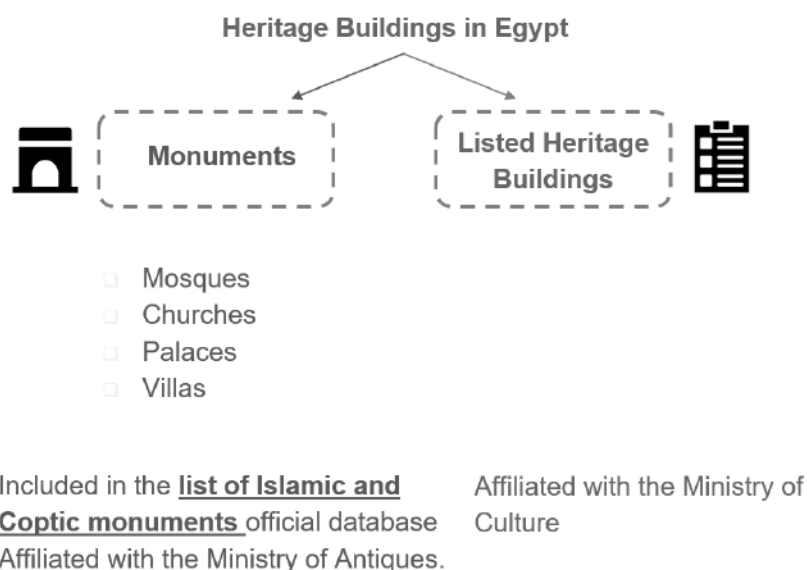 Heritage Buildings in Egypt
Monuments
Listed Heritage
Buildings
Mosques
Churches
Palaces
Villas
Included in the list of Islamic and
Coptic monuments official database
Affiliated with the Ministry of Antiques.
Affiliated with the Ministry of
Culture